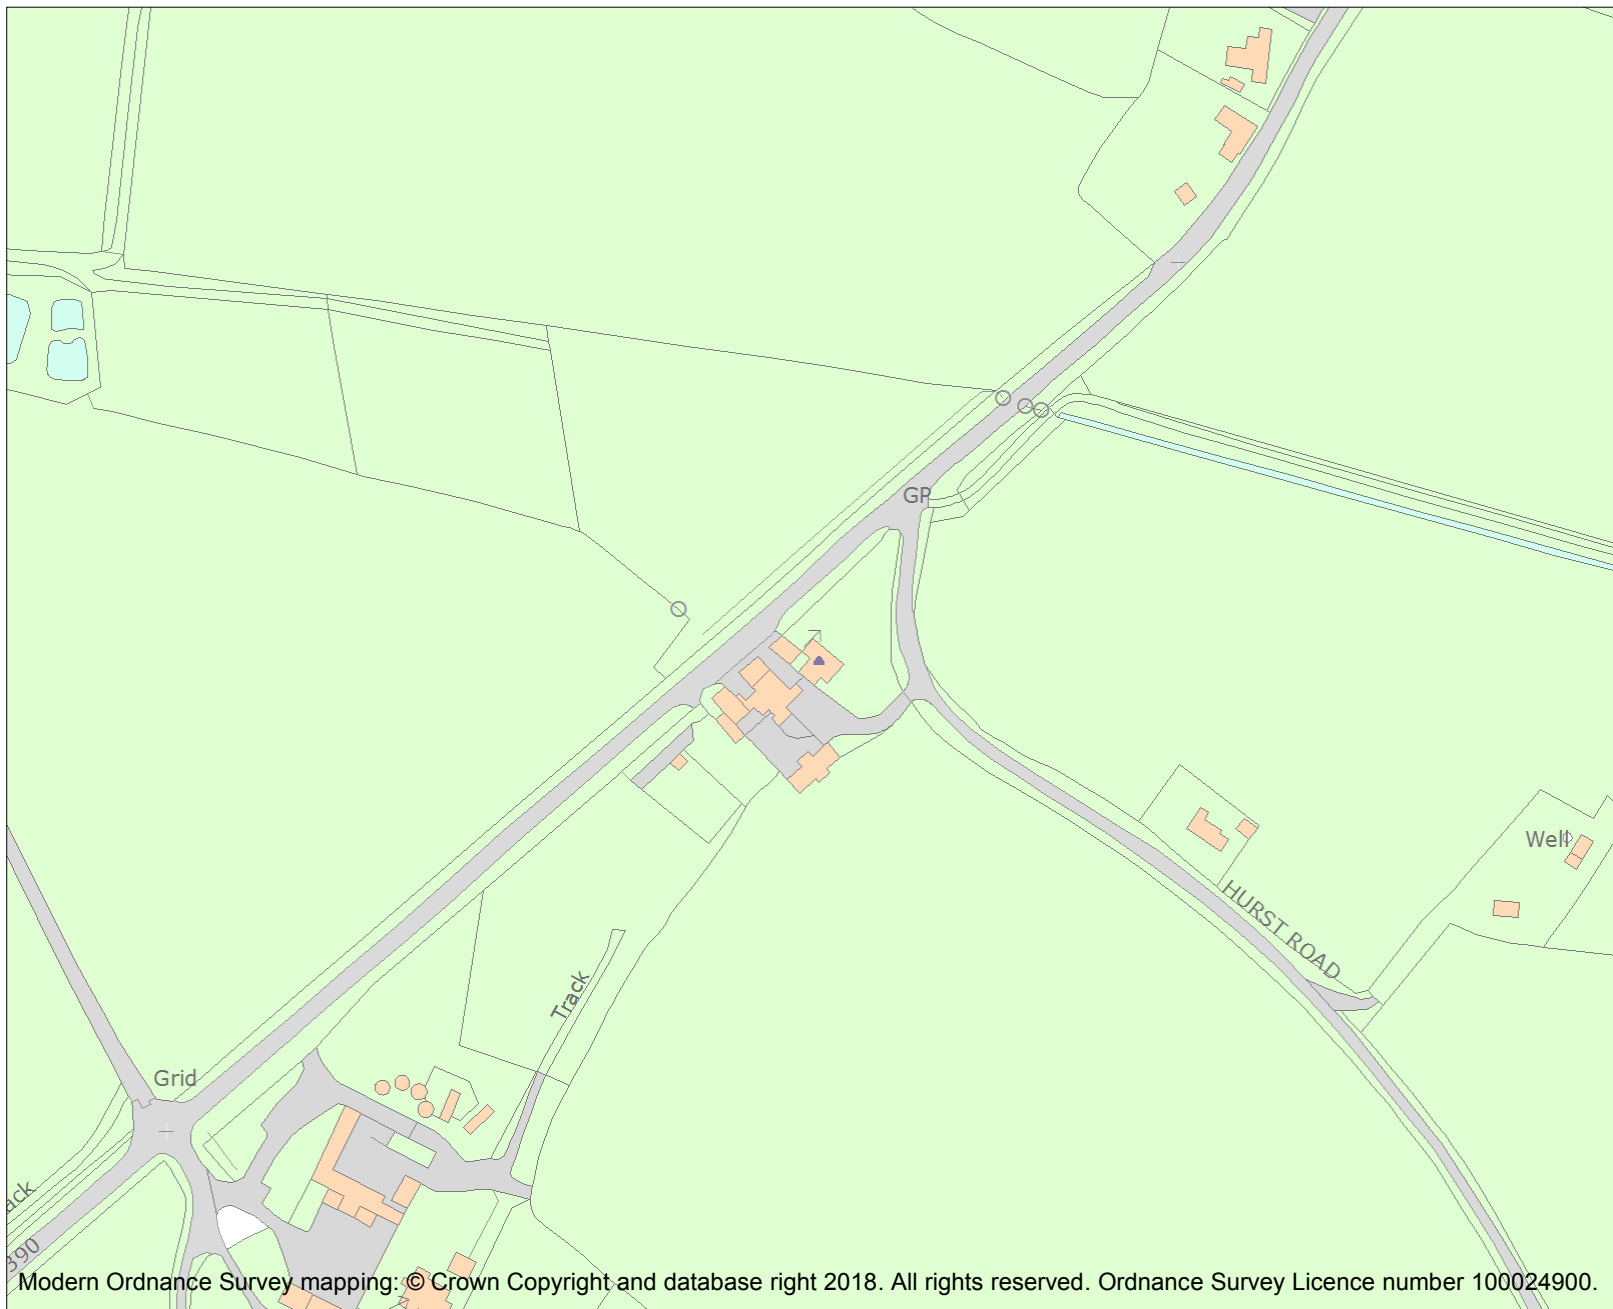 GP
Well
HURST ROAD
Track
Grid
ack
390
Modern Ordnance Survey mapping: © Crown Copyright and database right 2018. All rights reserved. Ordnance Survey Licence number 100024900.